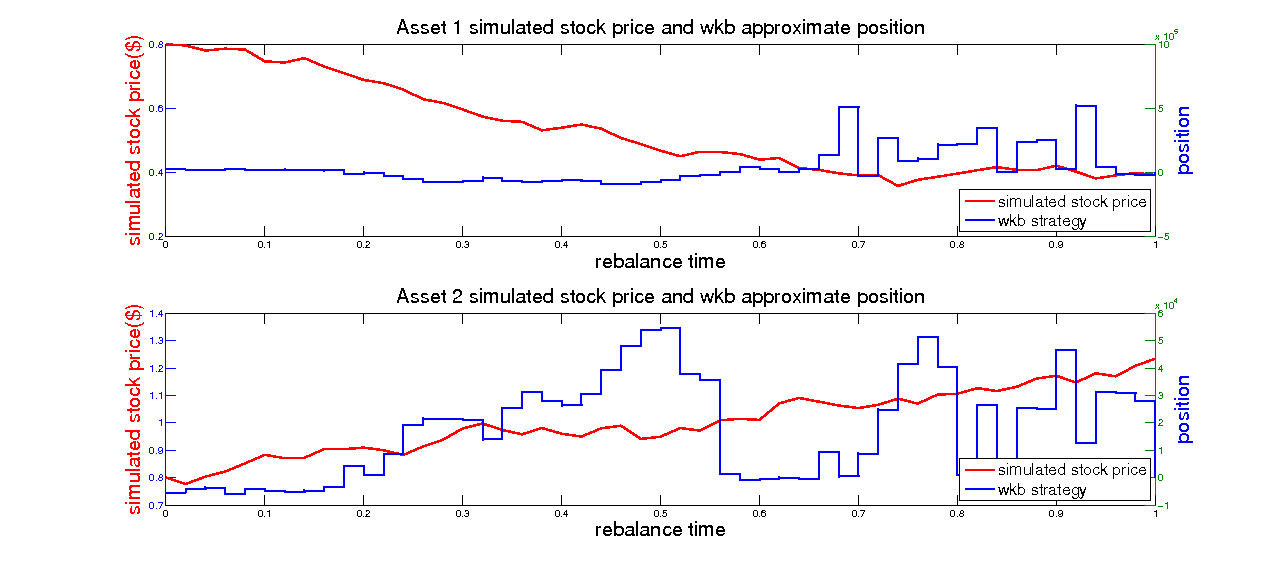 Asset 1 simulated stock price and wkb approximate position
simulated stock price($)
0.8
0.6
0.4
0.2
10
5
0
-5
position
0 0.1 0.2 0.3 0.4 0.5 0.6 0.7 0.8 0.9 1
rebalance time
simulated stock price
wkb strategy
Asset 2 simulated stock price and wkb approximate position
x 10^4
simulated stock price($)
1.4
1.3
1.2
1.1
1
0.9
0.8
0.7
6
5
4
3
2
1
0
-1
position
0 0.1 0.2 0.3 0.4 0.5 0.6 0.7 0.8 0.9 1
rebalance time
simulated stock price
wkb strategy